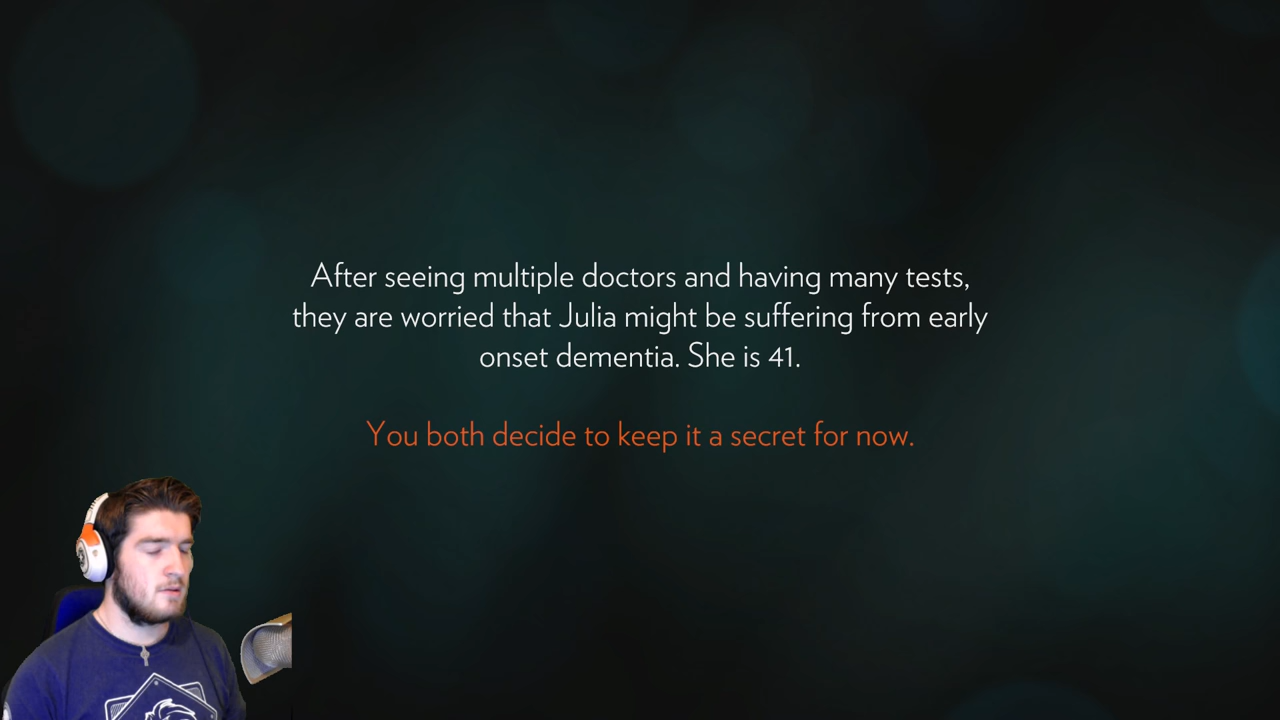 After seeing multiple doctors and having many tests,
they are worried that Julia might be suffering from early
onset dementia. She is 41.
You both decide to keep it a secret for now.